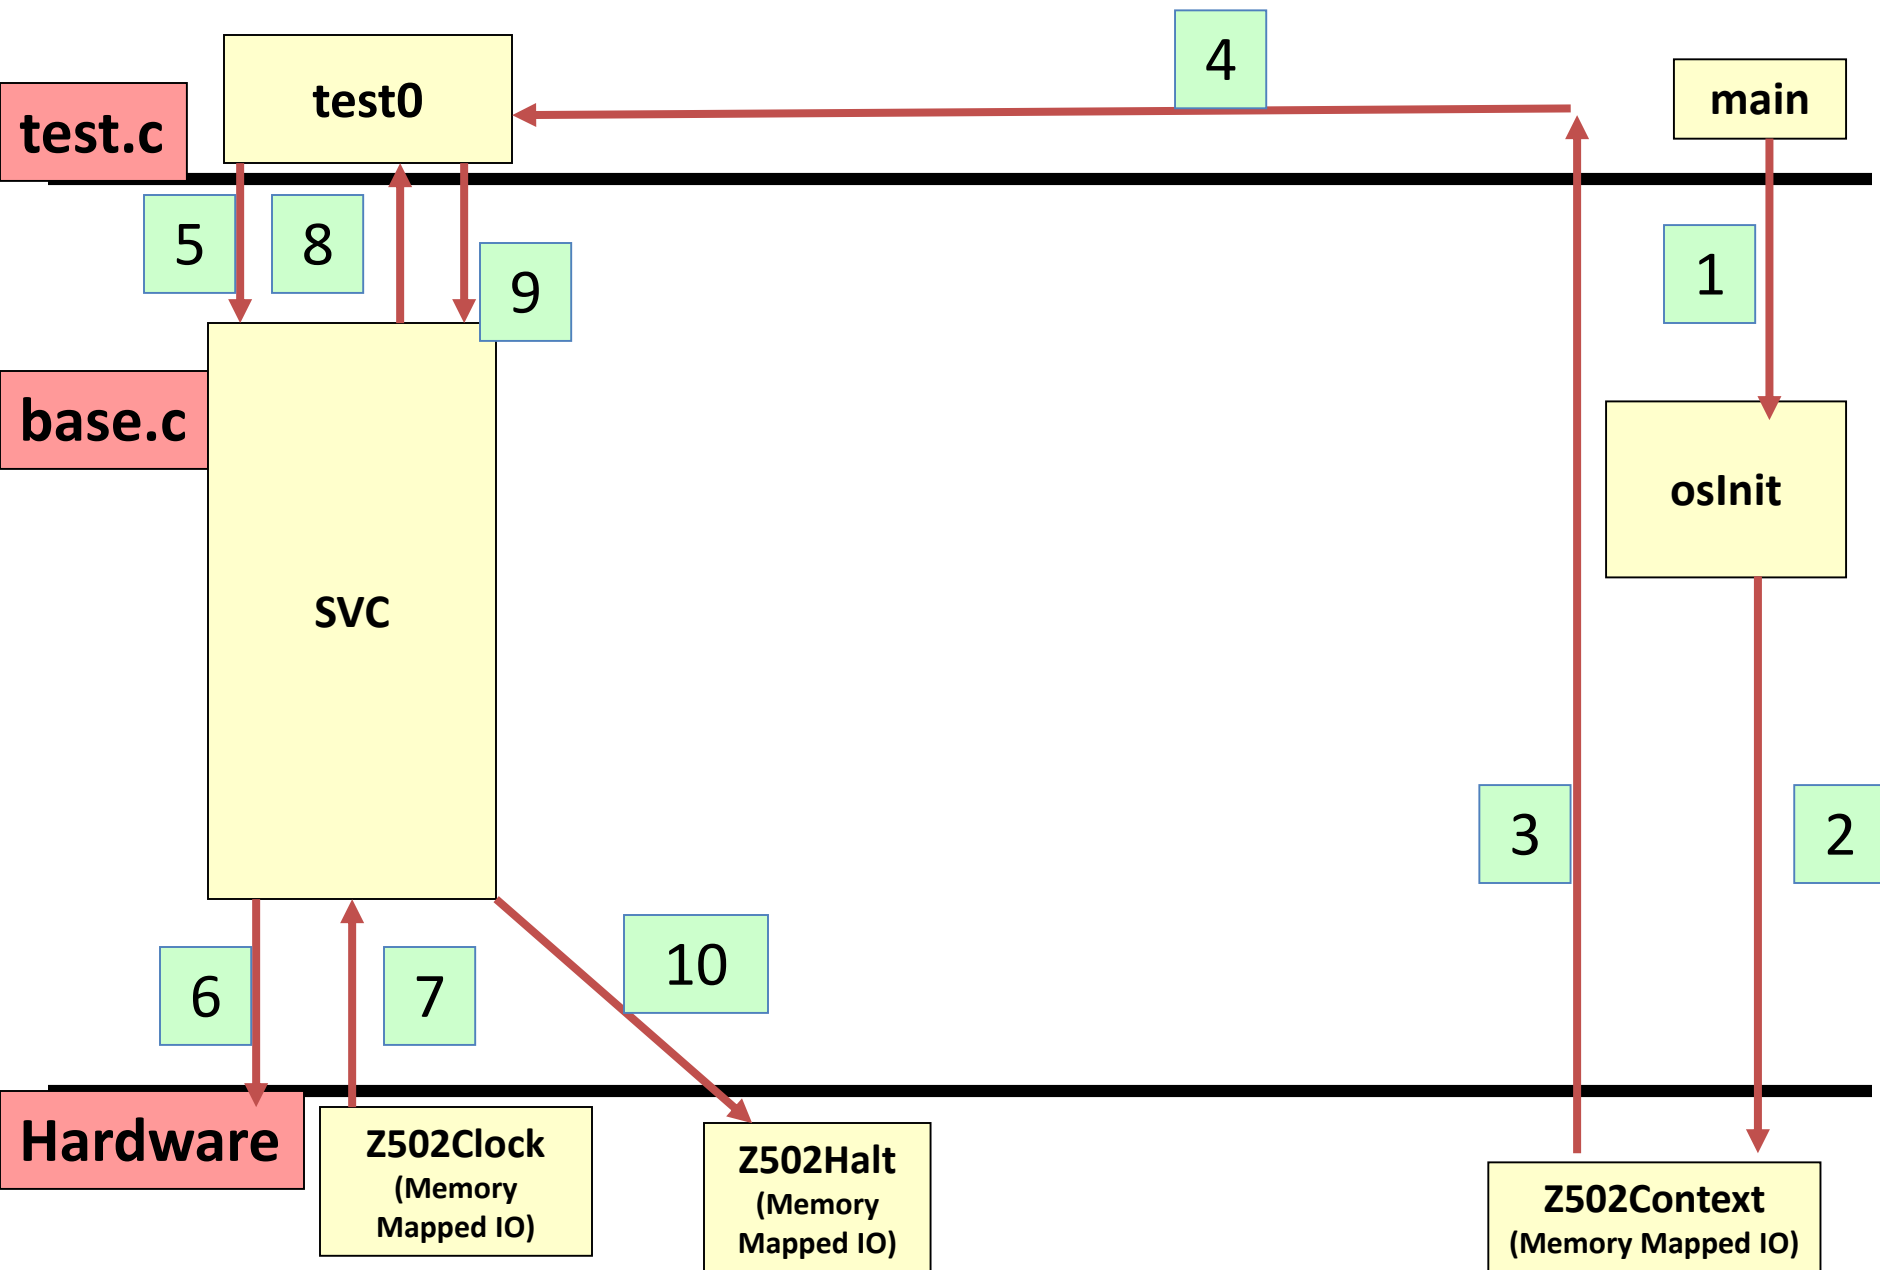 4
test0
main
test.c
5
8
9
1
base.c
osInit
SVC
3
2
6
7
10
Hardware
Z502Clock
(Memory
Mapped IO)
Z502Halt
(Memory
Mapped IO)
Z502Context
(Memory Mapped IO)